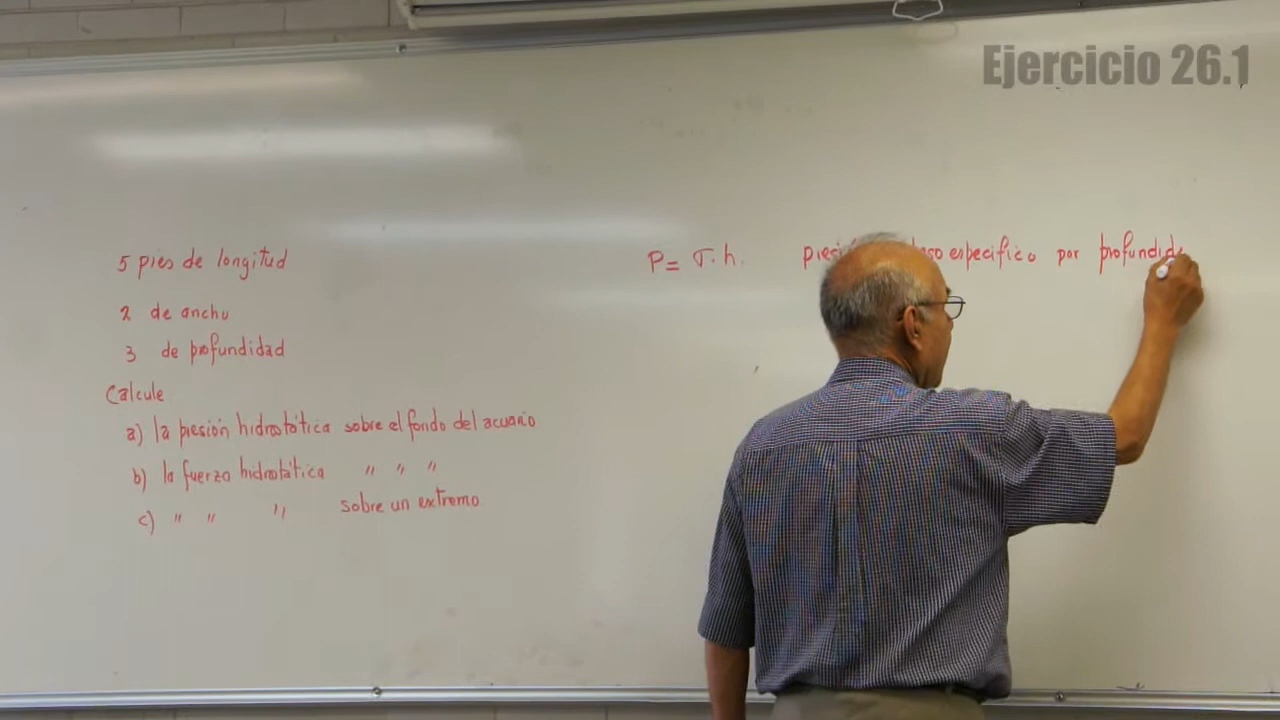 Ejercicio 26.1
5 pies de longitud
2 de ancho
3 de profundidad
Calcule
a) la presión hidrostática sobre el fondo del acuario
b) la fuerza hidrostática " " "
c) " " " sobre un extremo
P = σ · h. especifico por profundid